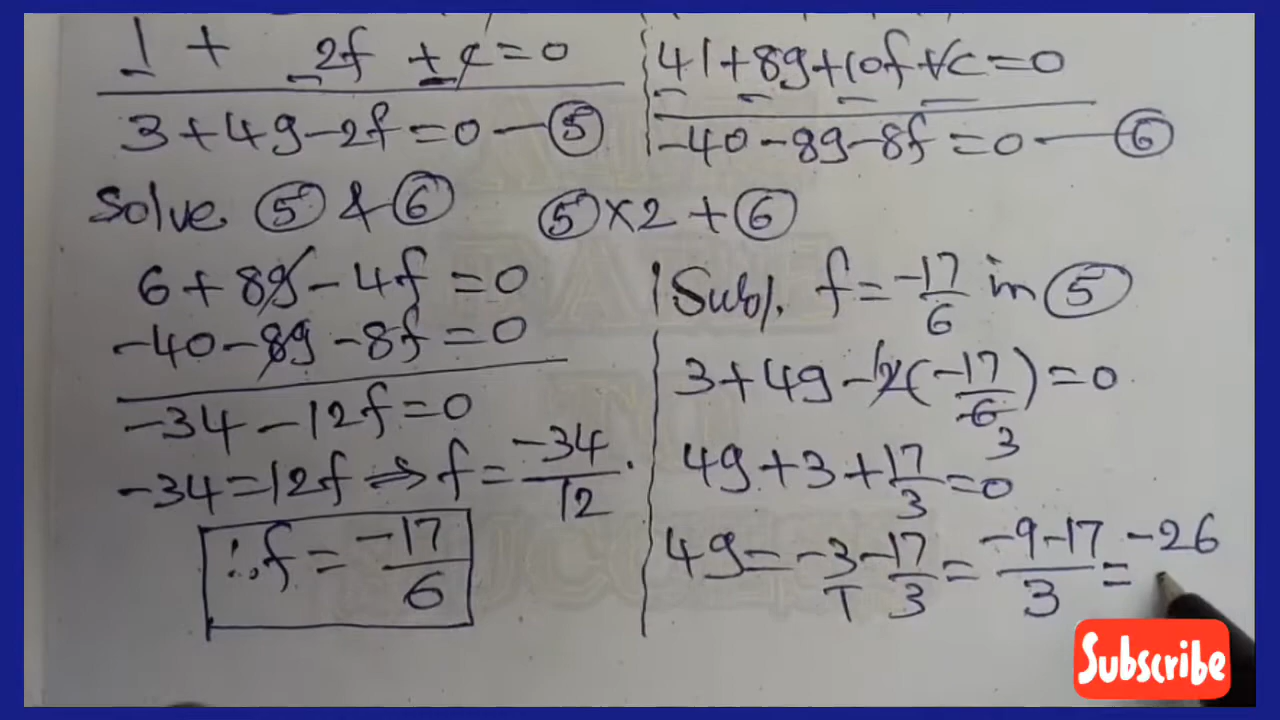 1 + 2f + c = 0
3 + 4g - 2f = 0 — ⑤
41 + 8g + 10f + c = 0
-40 - 8g - 8f = 0 — ⑥
Solve ⑤ & ⑥ ⑤ × 2 + ⑥
6 + 8g - 4f = 0
-40 - 8g - 8f = 0
-34 - 12f = 0
-34 = 12f ⇒ f = -34/12.
∴ f = -17/6
Sub/. f = -17/6 in ⑤
3 + 4g - 2(-17/6) = 0
3
4g + 3 + 17/3 = 0
4g = -3/1 - 17/3 = -9-17/3 = -26
Subscribe